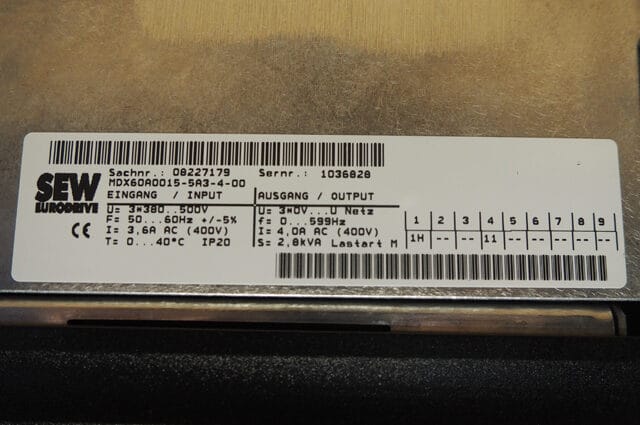 Sachnr.: 08227179 Sernr.: 1036828
MDX60A0015-5A3-4-00
SEW
EURODRIVE
CE
EINGANG / INPUT
U= 3*380..500V
F= 50...60Hz +/-5%
I= 3,6A AC (400V)
T= 0...40°C IP20
AUSGANG / OUTPUT
U= 3*0V...U Netz
f= 0...599Hz
I= 4,0A AC (400V)
S= 2,8kVA Lastart M
1 2 3 4 5 6 7 8 9
1H -- -- 11 -- -- -- -- --